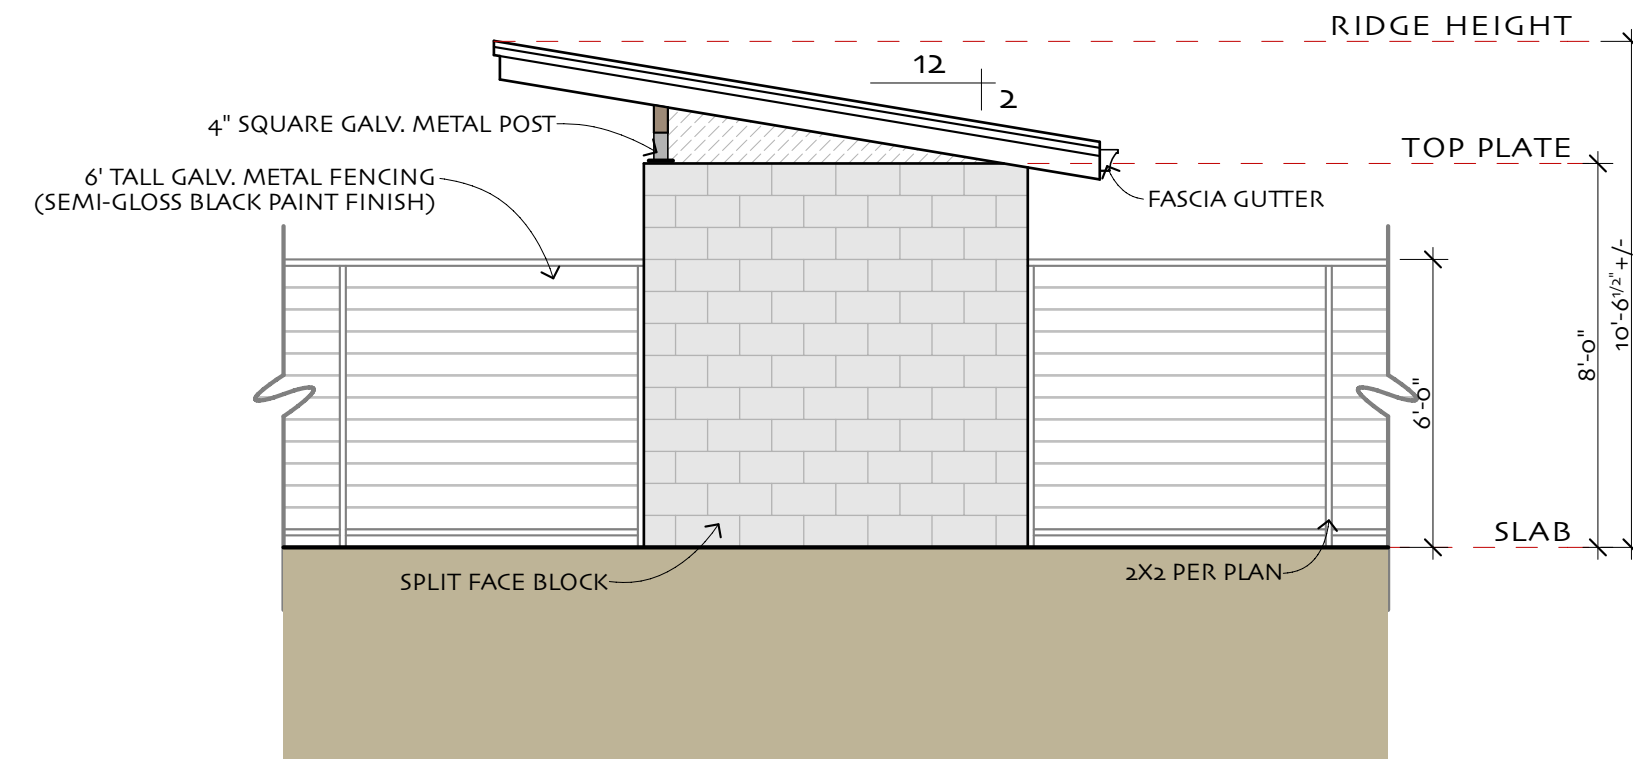 RIDGE HEIGHT
12
2
4" SQUARE GALV. METAL POST
TOP PLATE
6' TALL GALV. METAL FENCING
(SEMI-GLOSS BLACK PAINT FINISH)
FASCIA GUTTER
10'-6 1/2"+/-
8'-0"
6'-0"
SLAB
SPLIT FACE BLOCK
2X2 PER PLAN